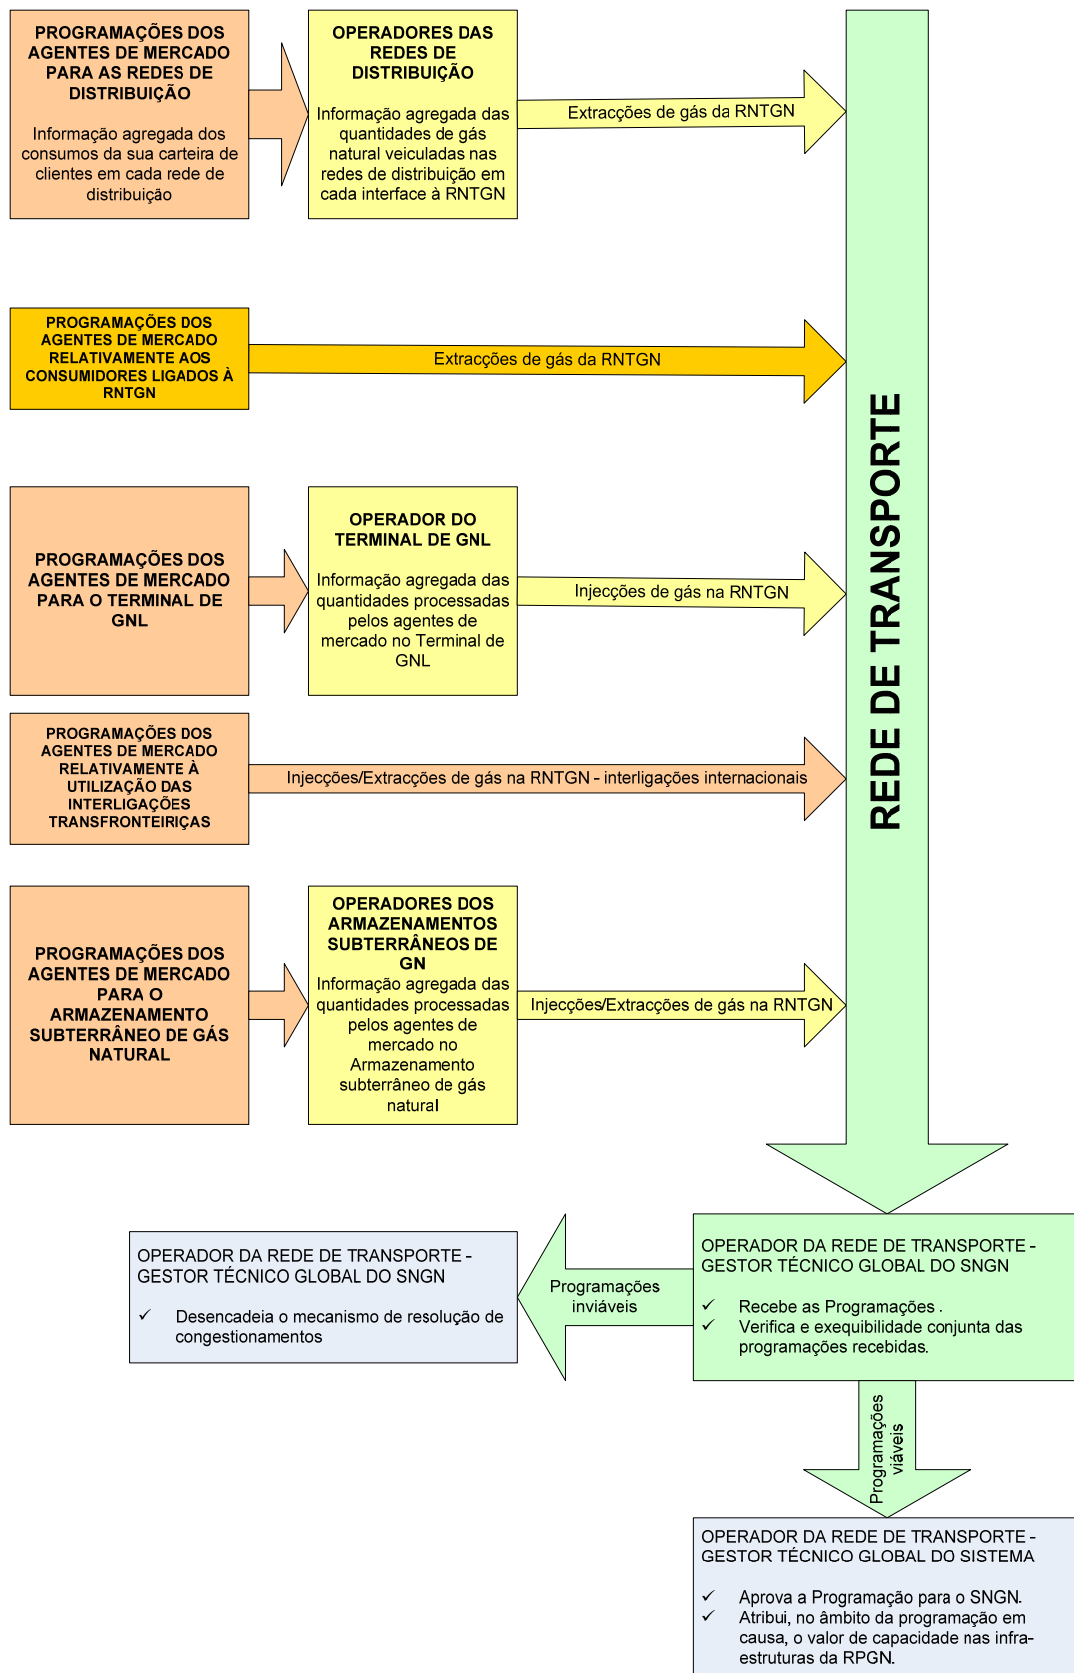 PROGRAMAÇÕES DOS
AGENTES DE MERCADO
PARA AS REDES DE
DISTRIBUIÇÃO
Informação agregada dos
consumos da sua carteira de
clientes em cada rede de
distribuição
OPERADORES DAS
REDES DE
DISTRIBUIÇÃO
Informação agregada das
quantidades de gás
natural veiculadas nas
redes de distribuição em
cada interface à RNTGN
Extracções de gás da RNTGN
PROGRAMAÇÕES DOS
AGENTES DE MERCADO
RELATIVAMENTE AOS
CONSUMIDORES LIGADOS À
RNTGN
Extracções de gás da RNTGN
REDE DE TRANSPORTE
PROGRAMAÇÕES DOS
AGENTES DE MERCADO
PARA O TERMINAL DE
GNL
OPERADOR DO
TERMINAL DE GNL
Informação agregada das
quantidades processadas
pelos agentes de
mercado no Terminal de
GNL
Injecções de gás na RNTGN
PROGRAMAÇÕES DOS
AGENTES DE MERCADO
RELATIVAMENTE À
UTILIZAÇÃO DAS
INTERLIGAÇÕES
TRANSFRONTEIRIÇAS
Injecções/Extracções de gás na RNTGN - interligações internacionais
PROGRAMAÇÕES DOS
AGENTES DE MERCADO
PARA O
ARMAZENAMENTO
SUBTERRÂNEO DE GÁS
NATURAL
OPERADORES DOS
ARMAZENAMENTOS
SUBTERRÂNEOS DE
GN
Informação agregada das
quantidades processadas
pelos agentes de
mercado no
Armazenamento
subterrâneo de gás
natural
Injecções/Extracções de gás na RNTGN
OPERADOR DA REDE DE TRANSPORTE -
GESTOR TÉCNICO GLOBAL DO SNGN
✓ Desencadeia o mecanismo de resolução de
congestionamentos
Programações
inviáveis
OPERADOR DA REDE DE TRANSPORTE -
GESTOR TÉCNICO GLOBAL DO SNGN
✓ Recebe as Programações .
✓ Verifica e exequibilidade conjunta das
programações recebidas.
Programações
viáveis
OPERADOR DA REDE DE TRANSPORTE -
GESTOR TÉCNICO GLOBAL DO SISTEMA
✓ Aprova a Programação para o SNGN.
✓ Atribui, no âmbito da programação em
causa, o valor de capacidade nas infra-
estruturas da RPGN.